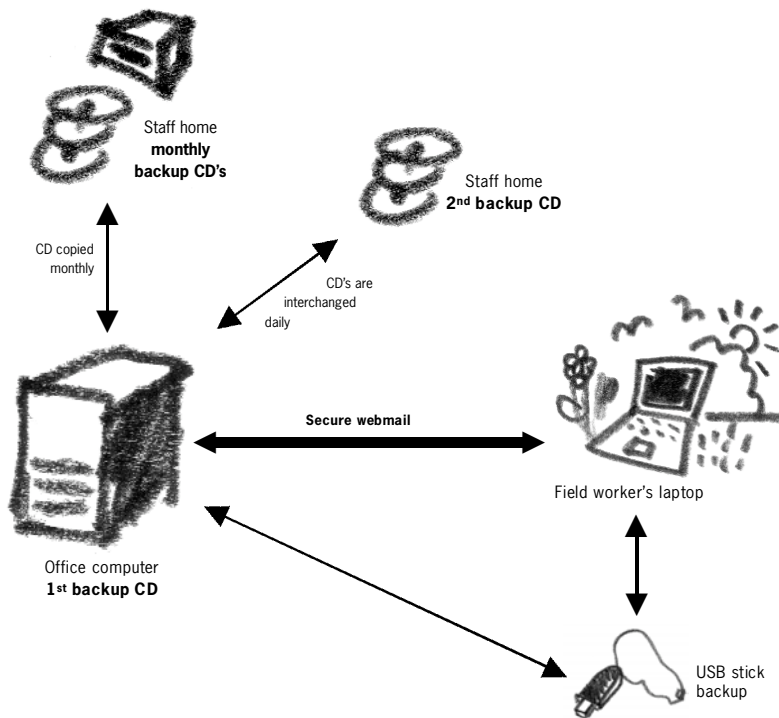 Staff home
monthly
backup CD's
Staff home
2nd backup CD
CD copied
monthly
CD's are
interchanged
daily
Secure webmail
Field worker's laptop
Office computer
1st backup CD
USB stick
backup